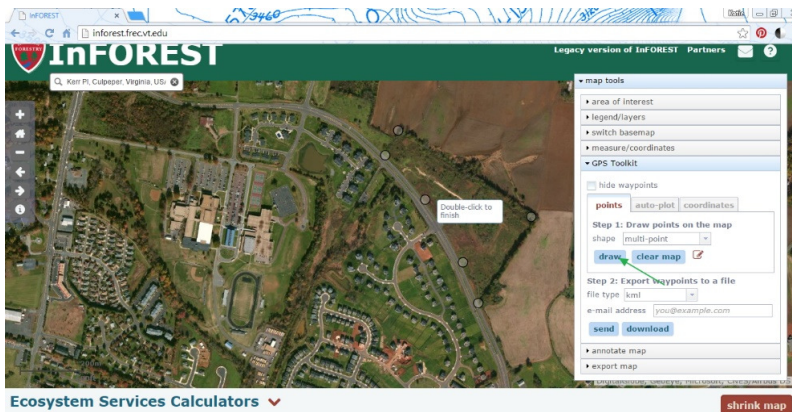 InFOREST
3460
inforest.frec.vt.edu
FORESTRY
InFOREST
Legacy version of InFOREST Partners
?
Kerr Pl, Culpeper, Virginia, USA
map tools
area of interest
legend/layers
switch basemap
measure/coordinates
GPS Toolkit
hide waypoints
points auto-plot coordinates
Step 1: Draw points on the map
shape multi-point
draw clear map
Double-click to
finish
Step 2: Export waypoints to a file
file type kml
e-mail address you@example.com
send download
annotate map
export map
Ecosystem Services Calculators
shrink map